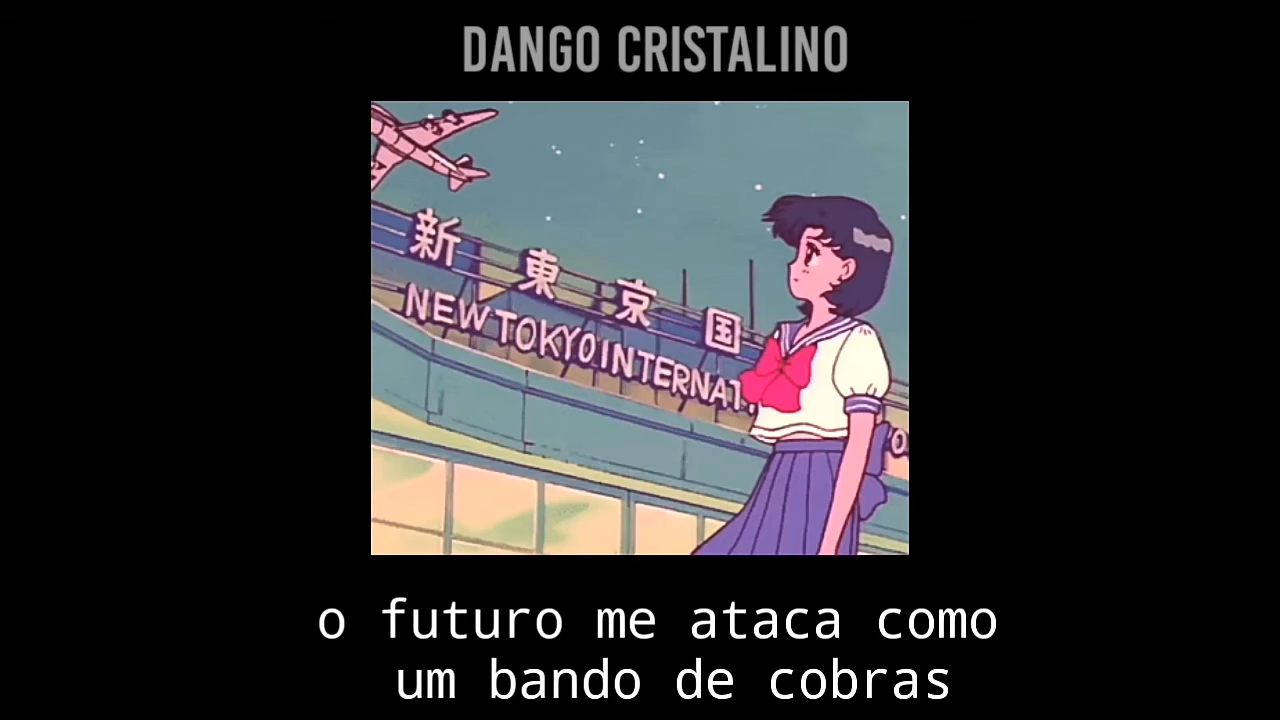 DANGO CRISTALINO
新東京国
NEW TOKYO INTERNAT
o futuro me ataca como
um bando de cobras